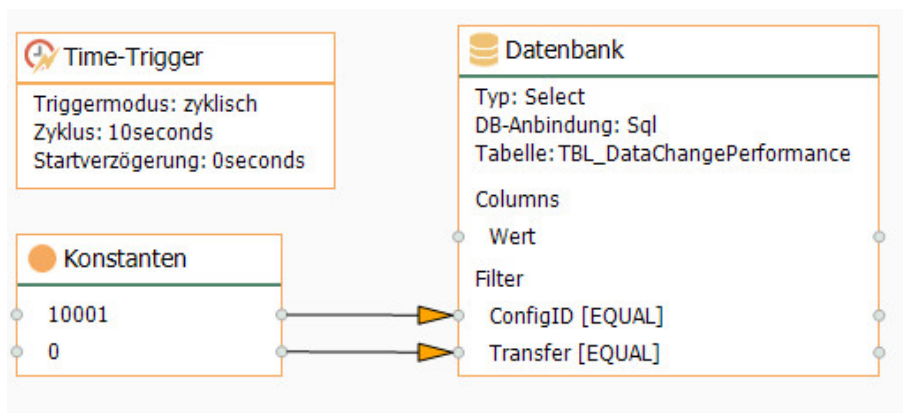 Time-Trigger
Triggermodus: zyklisch
Zyklus: 10seconds
Startverzögerung: 0seconds
Konstanten
10001
0
Datenbank
Typ: Select
DB-Anbindung: Sql
Tabelle: TBL_DataChangePerformance
Columns
Wert
Filter
ConfigID [EQUAL]
Transfer [EQUAL]